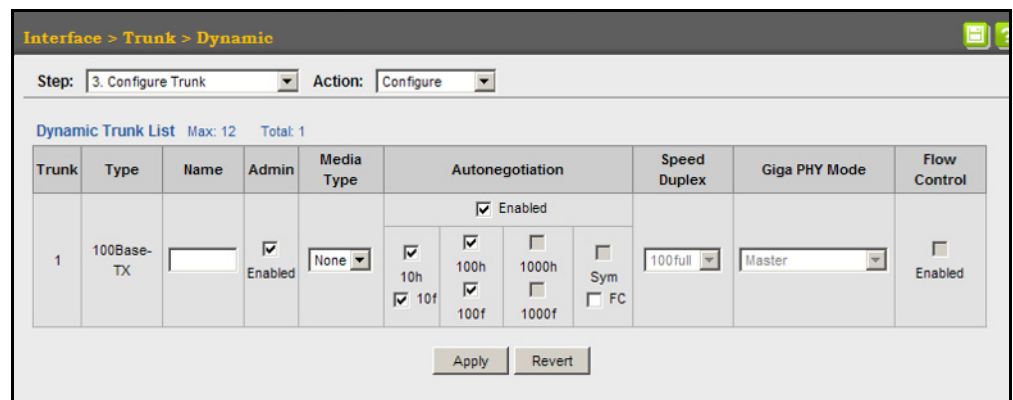 Interface > Trunk > Dynamic
?
Step: 3. Configure Trunk Action: Configure
Dynamic Trunk List Max: 12 Total: 1
Trunk Type Name Admin Media Type Autonegotiation Speed Duplex Giga PHY Mode Flow Control
Enabled
1 100Base-TX Enabled None 10h 10f 100h 100f 1000h 1000f Sym FC 100full Master Enabled
Apply Revert